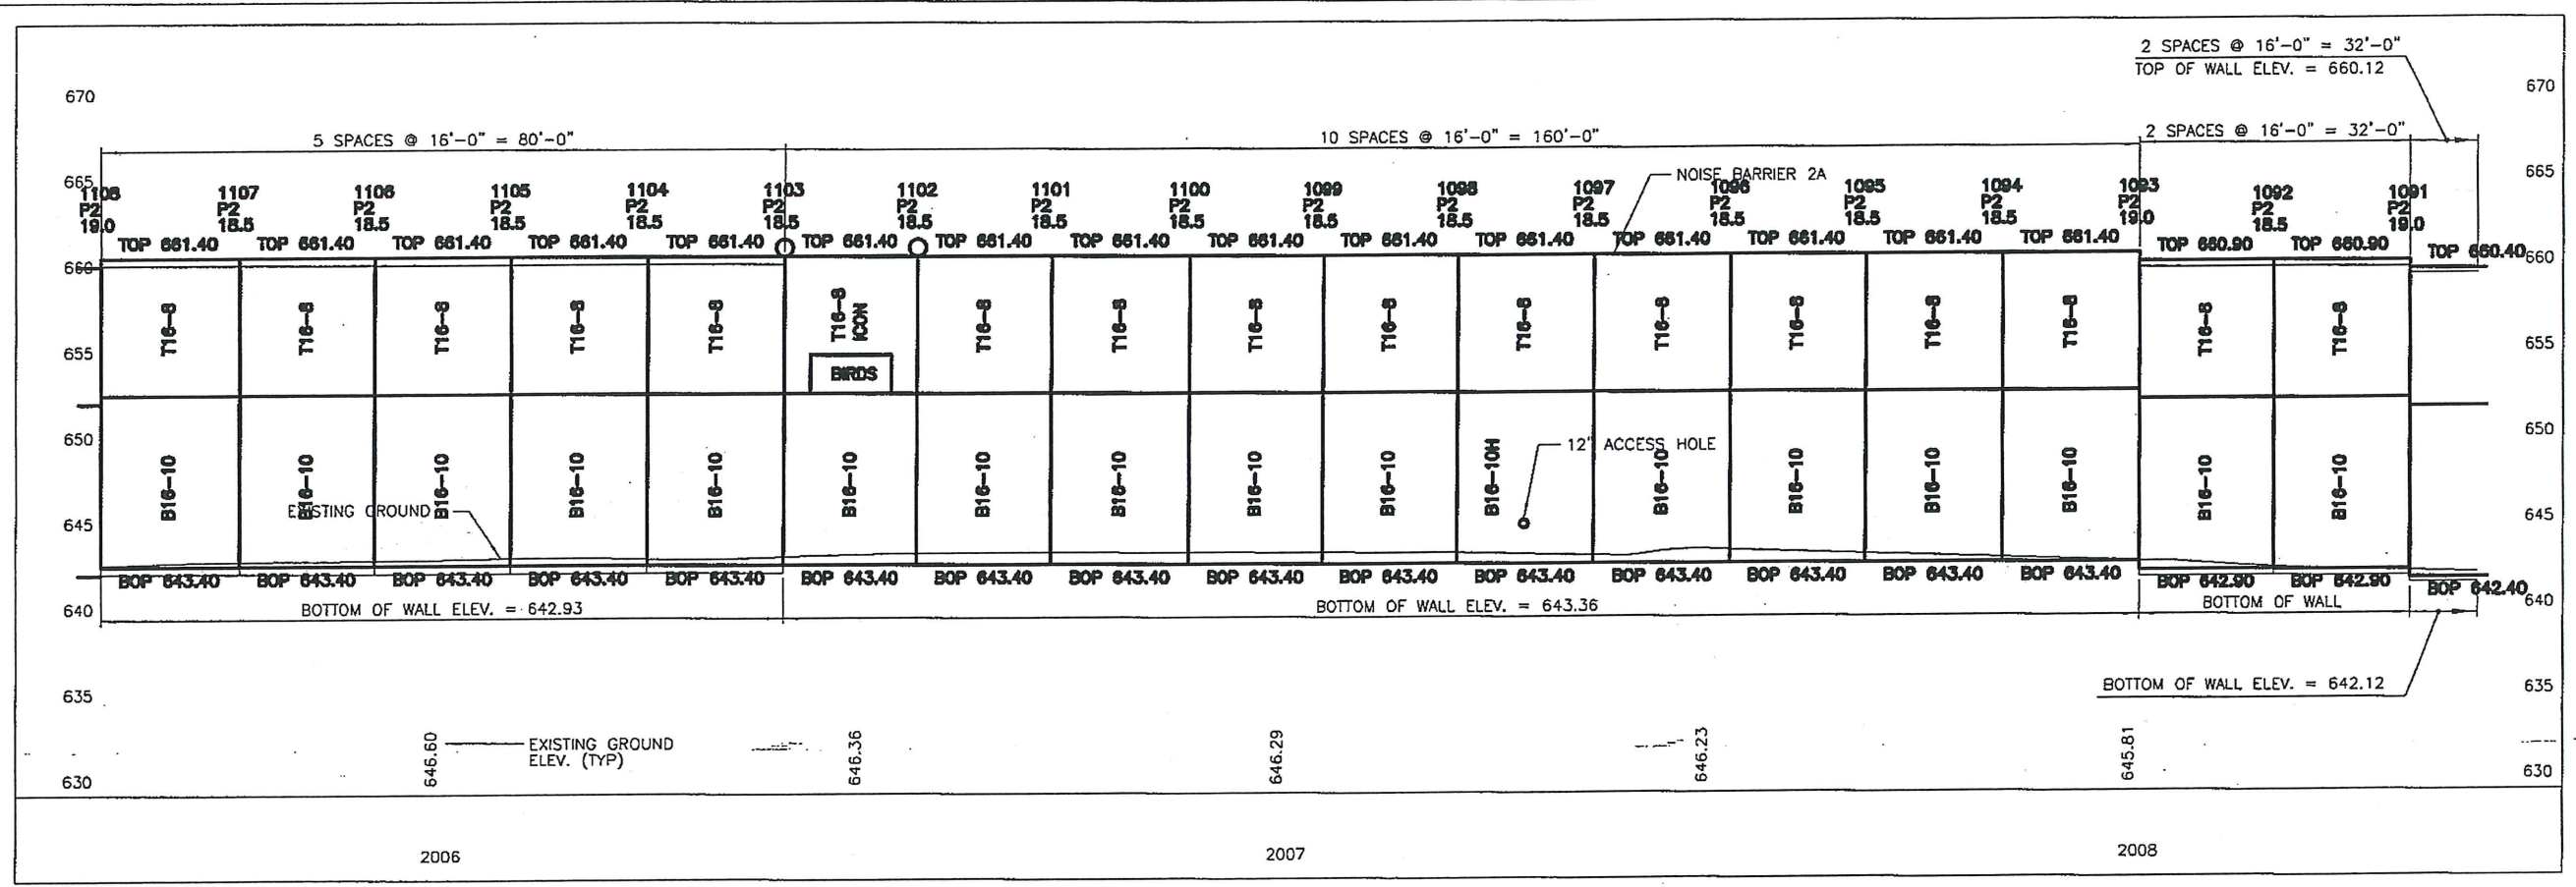 2 SPACES @ 16'-0" = 32'-0"
TOP OF WALL ELEV. = 660.12
670 670
5 SPACES @ 16'-0" = 80'-0" 10 SPACES @ 16'-0" = 160'-0" 2 SPACES @ 16'-0" = 32'-0"
665 NOISE BARRIER 2A 665
1108 1107 1106 1105 1104 1103 1102 1101 1100 1099 1098 1097 1096 1095 1094 1093 1092 1091
P2 P2 P2 P2 P2 P2 P2 P2 P2 P2 P2 P2 P2 P2 P2 P2 P2 P2
19.0 18.5 18.5 18.5 18.5 18.5 18.5 18.5 18.5 18.5 18.5 18.5 18.5 18.5 18.5 19.0 18.5 19.0
TOP 661.40 TOP 661.40 TOP 661.40 TOP 661.40 TOP 661.40 TOP 661.40 TOP 661.40 TOP 661.40 TOP 661.40 TOP 661.40 TOP 661.40 TOP 661.40 TOP 661.40 TOP 661.40 TOP 661.40 TOP 660.90 TOP 660.90 TOP 660.40
660 660
T16-8 T16-8 T16-8 T16-8 T16-8 T16-8 T16-8 T16-8 T16-8 T16-8 T16-8 T16-8 T16-8 T16-8 T16-8 T16-8 T16-8
ICON
655 655
BIRDS
650 650
12" ACCESS HOLE
B16-10 B16-10 B16-10 B16-10 B16-10 B16-10 B16-10 B16-10 B16-10 B16-10 B16-10H B16-10 B16-10 B16-10 B16-10 B16-10 B16-10
EXISTING GROUND
645 645
BOP 643.40 BOP 643.40 BOP 643.40 BOP 643.40 BOP 643.40 BOP 643.40 BOP 643.40 BOP 643.40 BOP 643.40 BOP 643.40 BOP 643.40 BOP 643.40 BOP 643.40 BOP 643.40 BOP 643.40 BOP 642.90 BOP 642.90 BOP 642.40
640 BOTTOM OF WALL ELEV. = 642.93 BOTTOM OF WALL ELEV. = 643.36 BOTTOM OF WALL 640
635 BOTTOM OF WALL ELEV. = 642.12 635
646.60 EXISTING GROUND 646.36 646.29 646.23 645.81
ELEV. (TYP)
630 630
2006 2007 2008